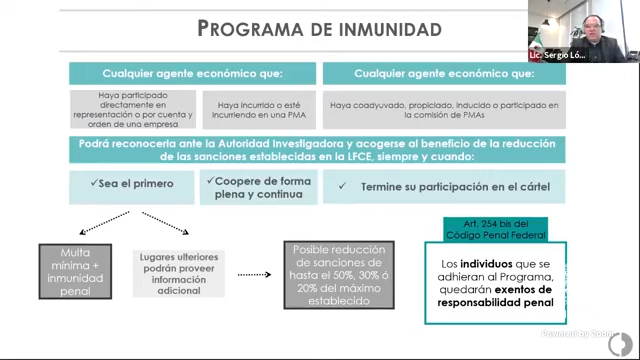 PROGRAMA DE INMUNIDAD
Lic. Sergio Ló...
Cualquier agente económico que:
Cualquier agente económico que:
Haya participado
directamente en
representación o por cuenta y
orden de una empresa
Haya incurrido o esté
incurriendo en una PMA
Haya coadyuvado, propiciado, inducido o participado en
la comisión de PMAs
Podrá reconocerla ante la Autoridad Investigadora y acogerse al beneficio de la reducción
de las sanciones establecidas en la LFCE, siempre y cuando:
✓Sea el primero
✓Coopere de forma
plena y continua
✓ Termine su participación en el cártel
Multa
mínima +
inmunidad
penal
Lugares ulteriores
podrán proveer
información
adicional
Posible reducción
de sanciones de
hasta el 50%, 30% ó
20% del máximo
establecido
Art. 254 bis del
Código Penal Federal
Los individuos que se
adhieran al Programa,
quedarán exentos de
responsabilidad penal
Powered by Zoom